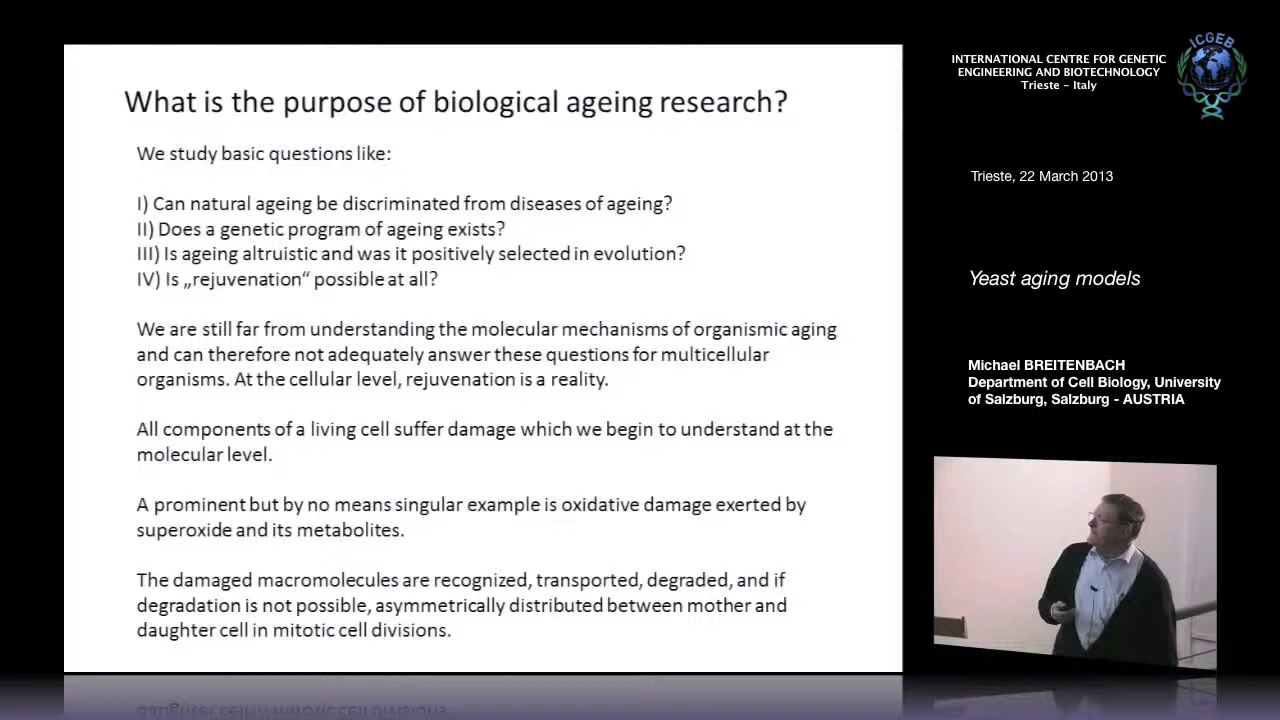 What is the purpose of biological ageing research?
We study basic questions like:
I) Can natural ageing be discriminated from diseases of ageing?
II) Does a genetic program of ageing exists?
III) Is ageing altruistic and was it positively selected in evolution?
IV) Is „rejuvenation“ possible at all?
We are still far from understanding the molecular mechanisms of organismic aging
and can therefore not adequately answer these questions for multicellular
organisms. At the cellular level, rejuvenation is a reality.
All components of a living cell suffer damage which we begin to understand at the
molecular level.
A prominent but by no means singular example is oxidative damage exerted by
superoxide and its metabolites.
The damaged macromolecules are recognized, transported, degraded, and if
degradation is not possible, asymmetrically distributed between mother and
daughter cell in mitotic cell divisions.
INTERNATIONAL CENTRE FOR GENETIC
ENGINEERING AND BIOTECHNOLOGY
Trieste - Italy
ICGEB
Trieste, 22 March 2013
Yeast aging models
Michael BREITENBACH
Department of Cell Biology, University
of Salzburg, Salzburg - AUSTRIA